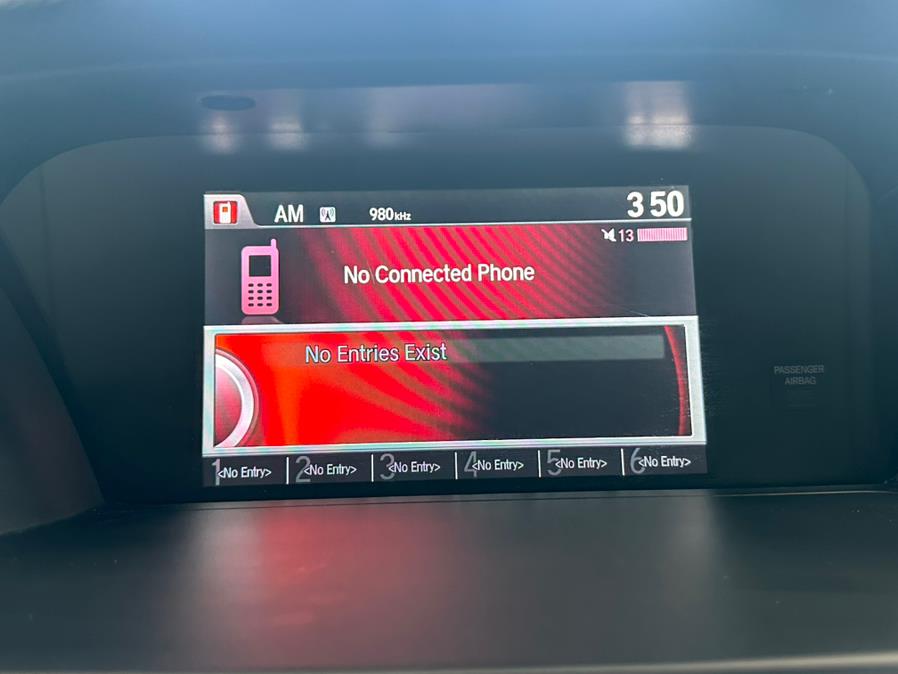 AM 980kHz 3 50
13
No Connected Phone
No Entries Exist
PASSENGER
AIRBAG
1 <No Entry> 2 <No Entry> 3 <No Entry> 4 <No Entry> 5 <No Entry> 6 <No Entry>